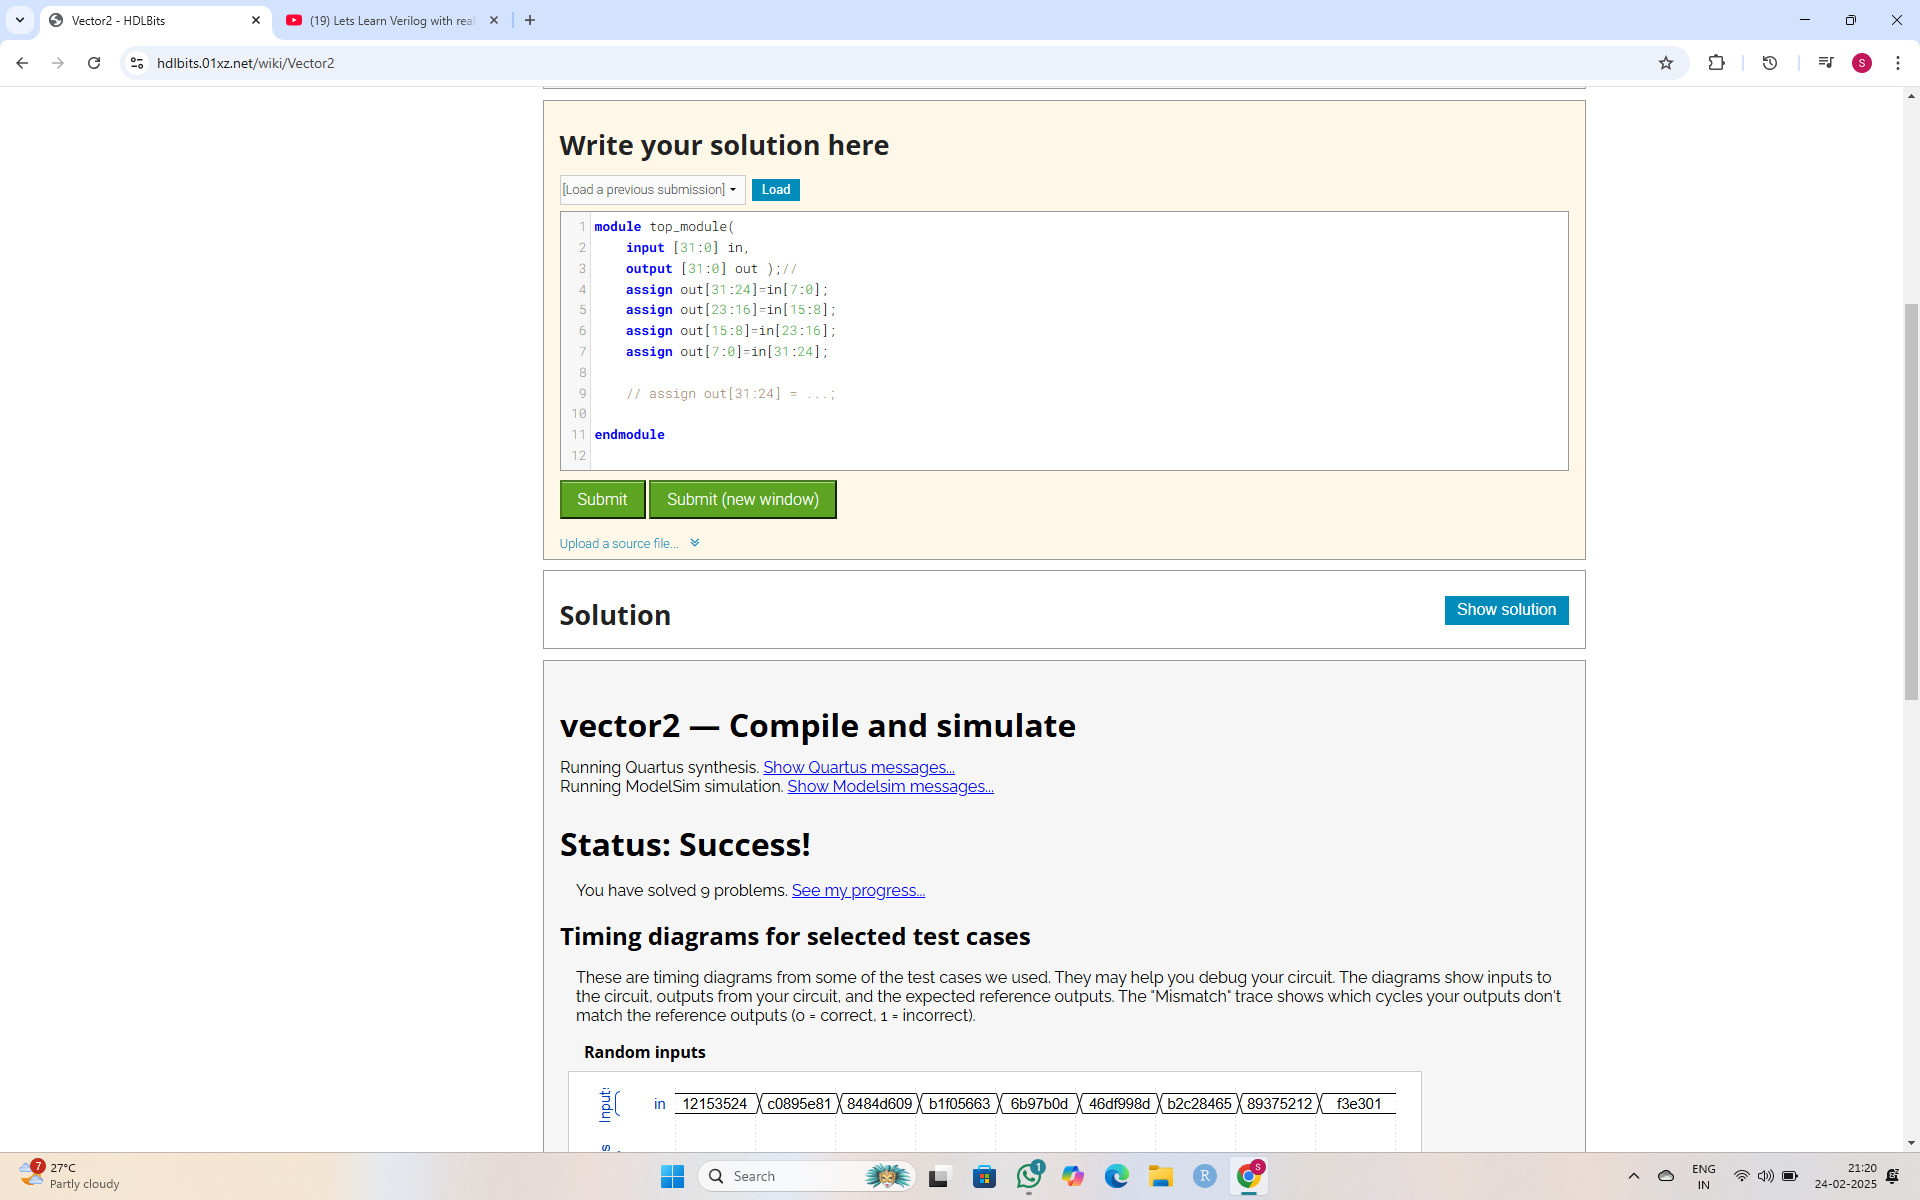 Vector2 - HDLBits
(19) Lets Learn Verilog with rea
hdlbits.01xz.net/wiki/Vector2
S
Write your solution here
[Load a previous submission]
Load
1 module top_module(
2 input [31:0] in,
3 output [31:0] out );//
4 assign out[31:24]=in[7:0];
5 assign out[23:16]=in[15:8];
6 assign out[15:8]=in[23:16];
7 assign out[7:0]=in[31:24];
8
9 // assign out[31:24] = ...;
10
11 endmodule
12
Submit
Submit (new window)
Upload a source file...
Solution
Show solution
vector2 — Compile and simulate
Running Quartus synthesis. Show Quartus messages...
Running ModelSim simulation. Show Modelsim messages...
Status: Success!
You have solved 9 problems. See my progress...
Timing diagrams for selected test cases
These are timing diagrams from some of the test cases we used. They may help you debug your circuit. The diagrams show inputs to
the circuit, outputs from your circuit, and the expected reference outputs. The "Mismatch" trace shows which cycles your outputs don't
match the reference outputs (0 = correct, 1 = incorrect).
Random inputs
Inputs
in 12153524 c0895e81 8484d609 b1f05663 6b97b0d 46df998d b2c28465 89375212 f3e301
7
27°C
Partly cloudy
Search
1
R
S
ENG
IN
21:20
24-02-2025